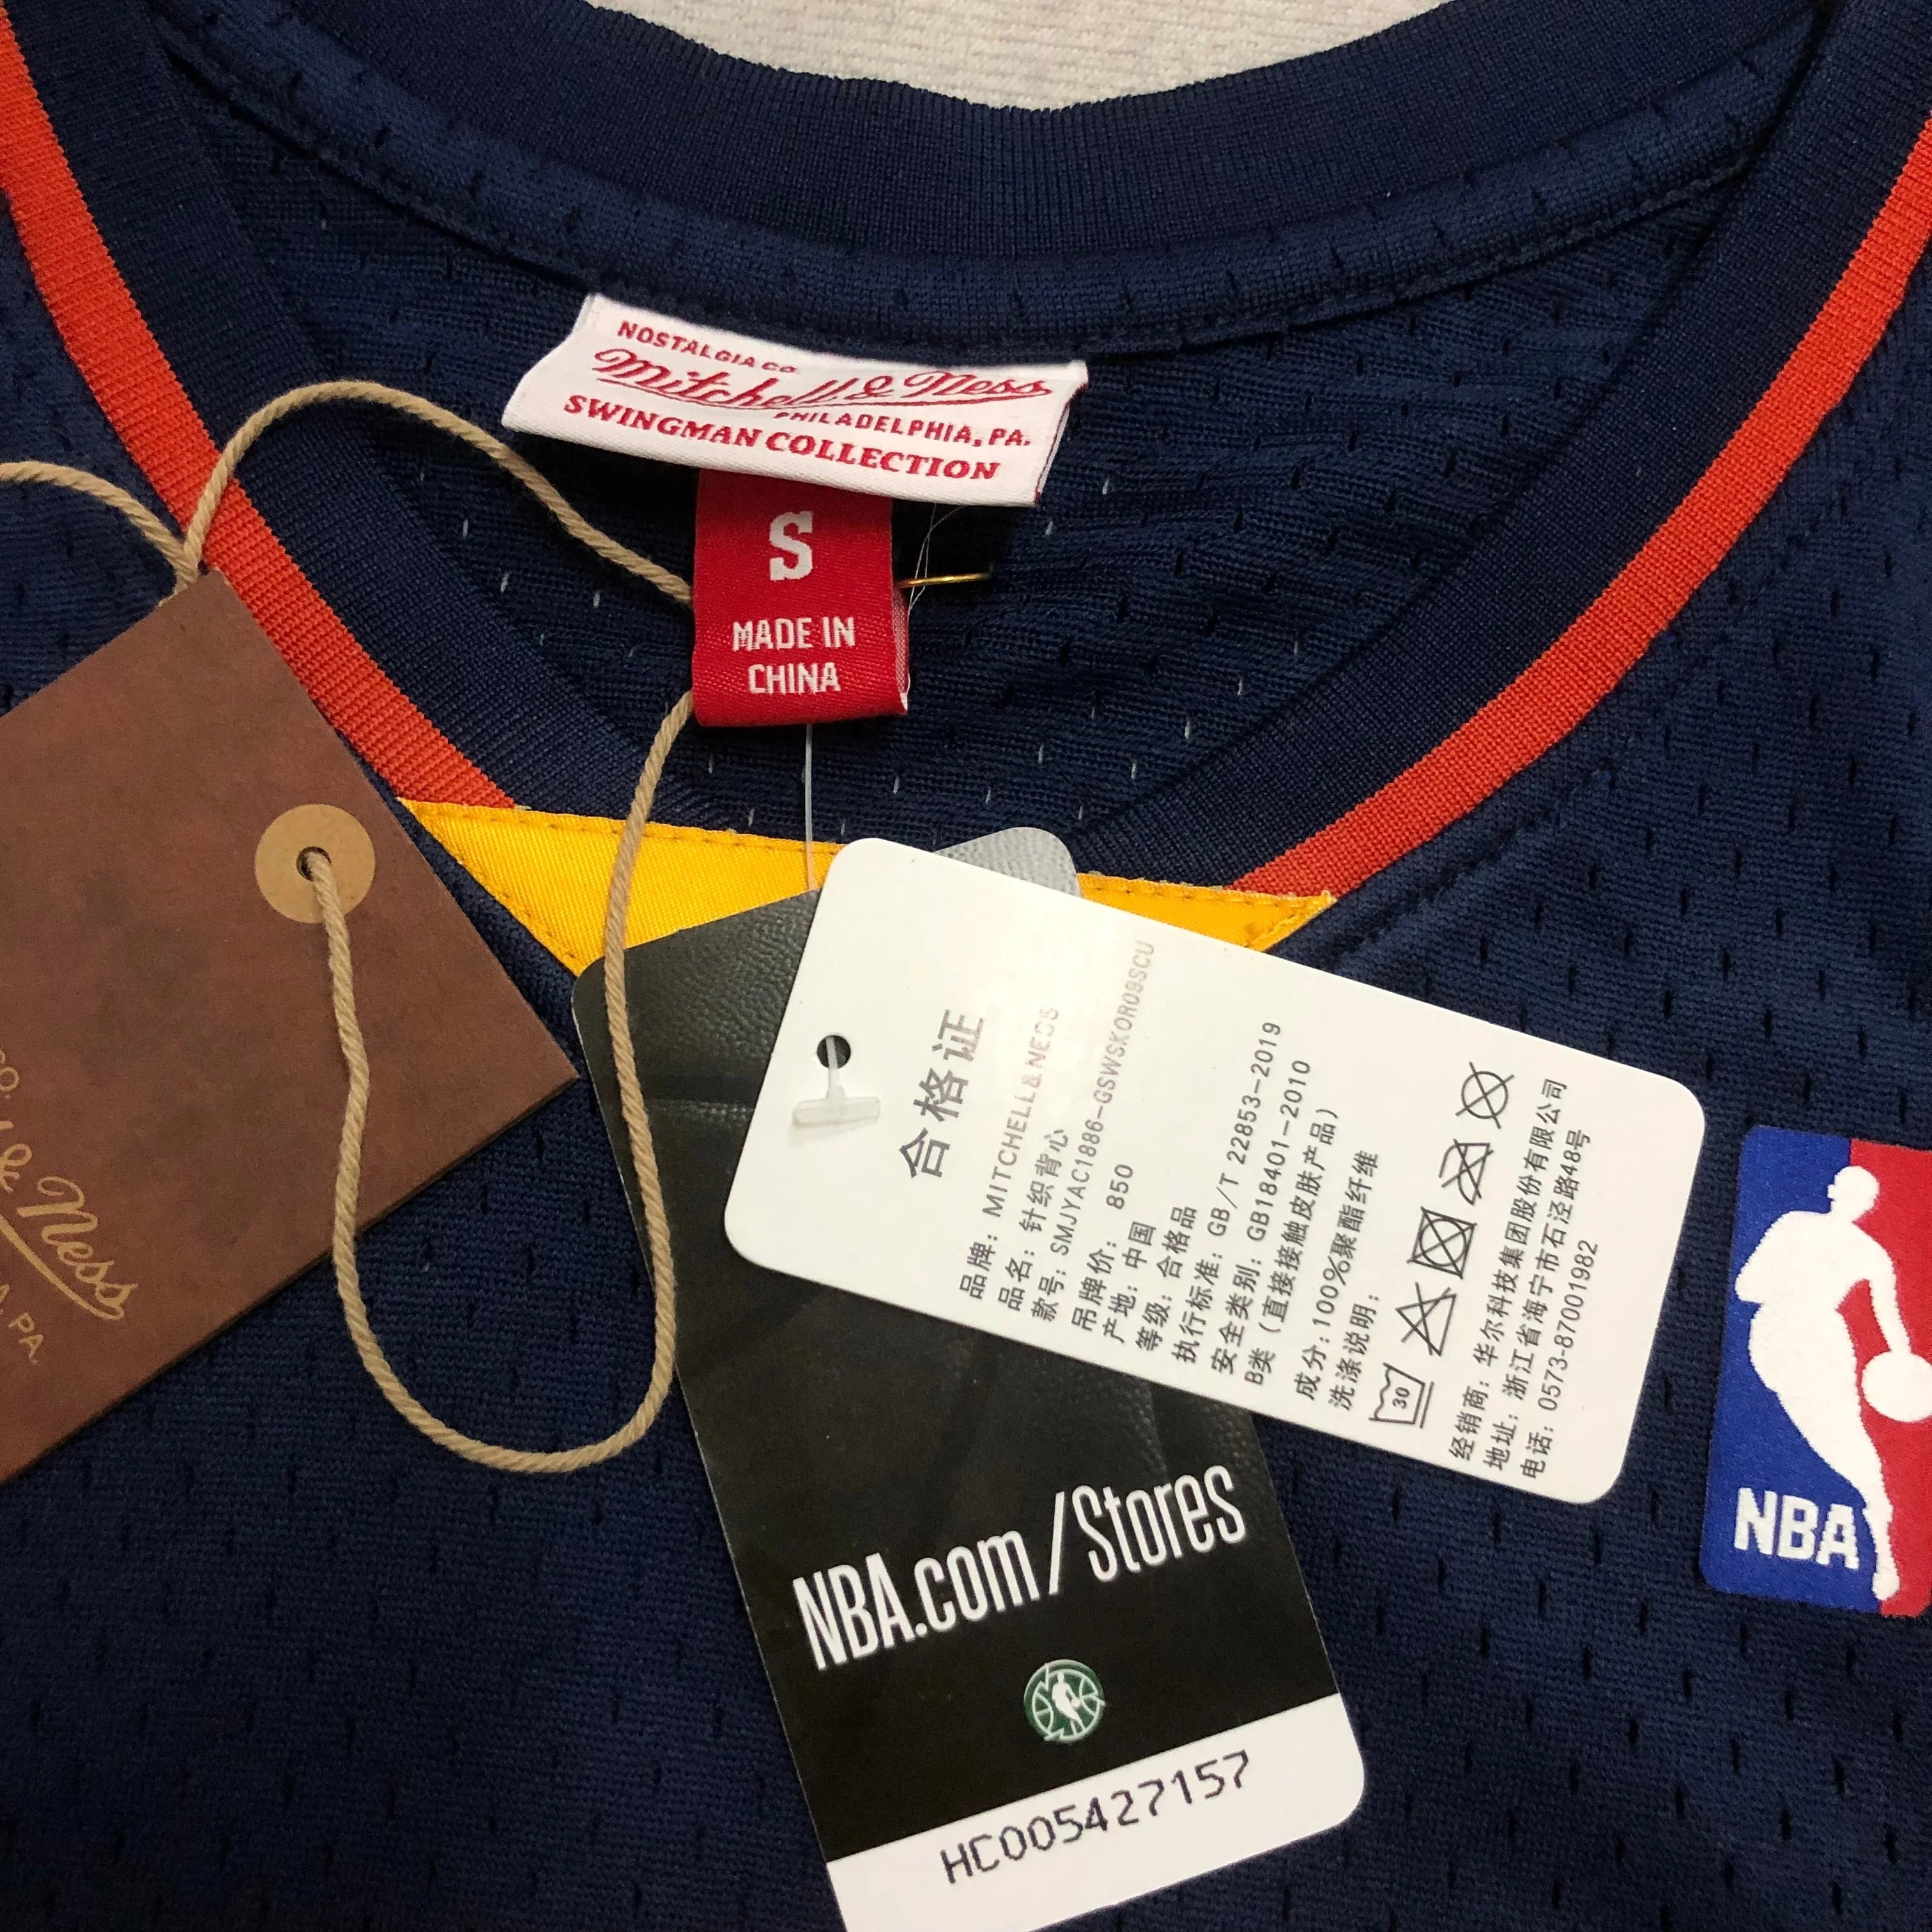 NOSTALGIA CO.
Mitchell & Ness
PHILADELPHIA, PA.
SWINGMAN COLLECTION
S
MADE IN
CHINA
& Ness
PA.
合格证
品牌: MITCHELL&NESS
品名: 针织背心
款号: SMJYAC1886-GSWSKOR09SCU
吊牌价: 850
产地: 中国
等级: 合格品
执行标准: GB/T 22853-2019
安全类别: GB18401-2010
B类 (直接接触皮肤产品)
成分:100%聚酯纤维
洗涤说明:
30
经销商: 华尔科技集团股份有限公司
地址: 浙江省海宁市石泾路48号
电话: 0573-87001982
NBA.com/Stores
HC005427157
NBA